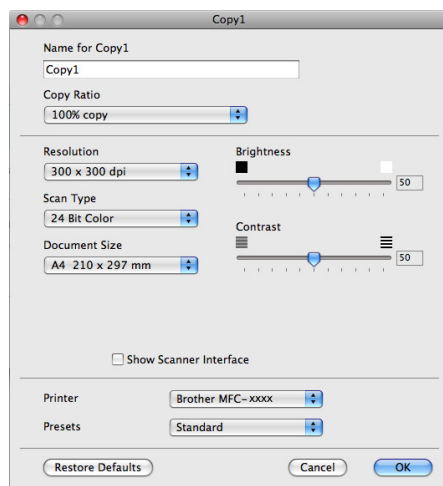 Copy1
Name for Copy1
Copy1
Copy Ratio
100% copy
Resolution
300 x 300 dpi
Scan Type
24 Bit Color
Document Size
A4 210 x 297 mm
Brightness
50
Contrast
50
Show Scanner Interface
Printer
Brother MFC-xxxx
Presets
Standard
Restore Defaults
Cancel
OK